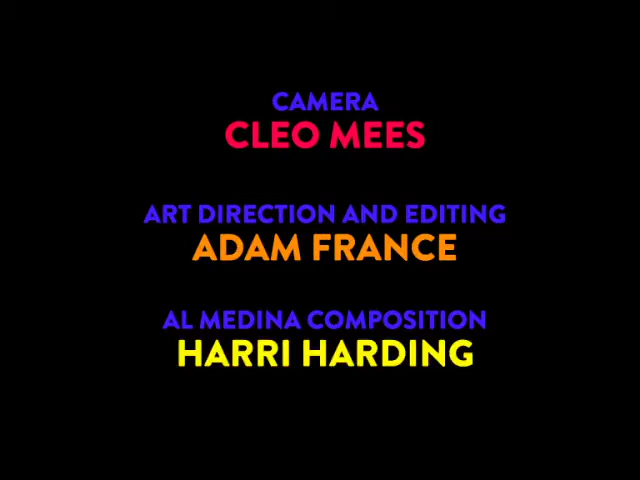 CAMERA
CLEO MEES
ART DIRECTION AND EDITING
ADAM FRANCE
AL MEDINA COMPOSITION
HARRI HARDING